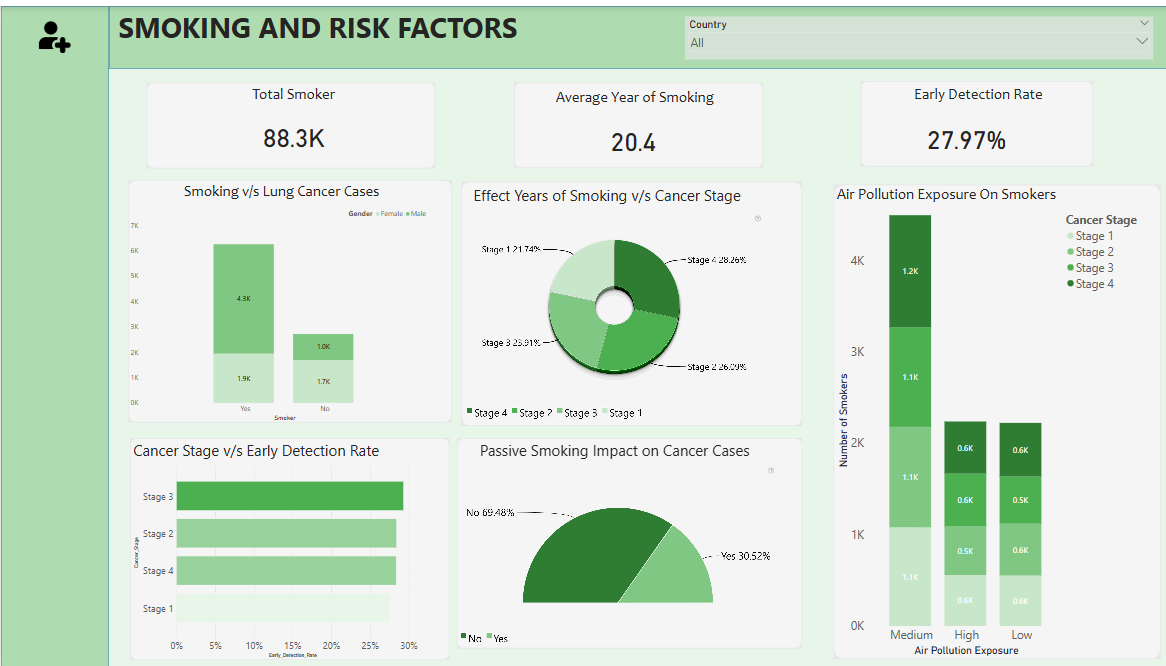 SMOKING AND RISK FACTORS
Country
All
Total Smoker
88.3K
Average Year of Smoking
20.4
Early Detection Rate
27.97%
Smoking v/s Lung Cancer Cases
Gender Female Male
7K
6K
5K
4K
3K
2K
1K
0K
4.3K
1.9K
1.0K
1.7K
Yes
No
Smoker
Effect Years of Smoking v/s Cancer Stage
Stage 1 21.74%
Stage 4 28.26%
Stage 3 23.91%
Stage 2 26.09%
Stage 4 Stage 2 Stage 3 Stage 1
Air Pollution Exposure On Smokers
Cancer Stage
Stage 1
Stage 2
Stage 3
Stage 4
Number of Smokers
4K
3K
2K
1K
0K
1.2K
1.1K
1.1K
1.1K
0.6K
0.6K
0.5K
0.6K
0.6K
0.5K
0.6K
0.6K
Medium
High
Low
Air Pollution Exposure
Cancer Stage v/s Early Detection Rate
Cancer_Stage
Stage 3
Stage 2
Stage 4
Stage 1
0% 5% 10% 15% 20% 25% 30%
Early_Detection_Rate
Passive Smoking Impact on Cancer Cases
No 69.48%
Yes 30.52%
No Yes